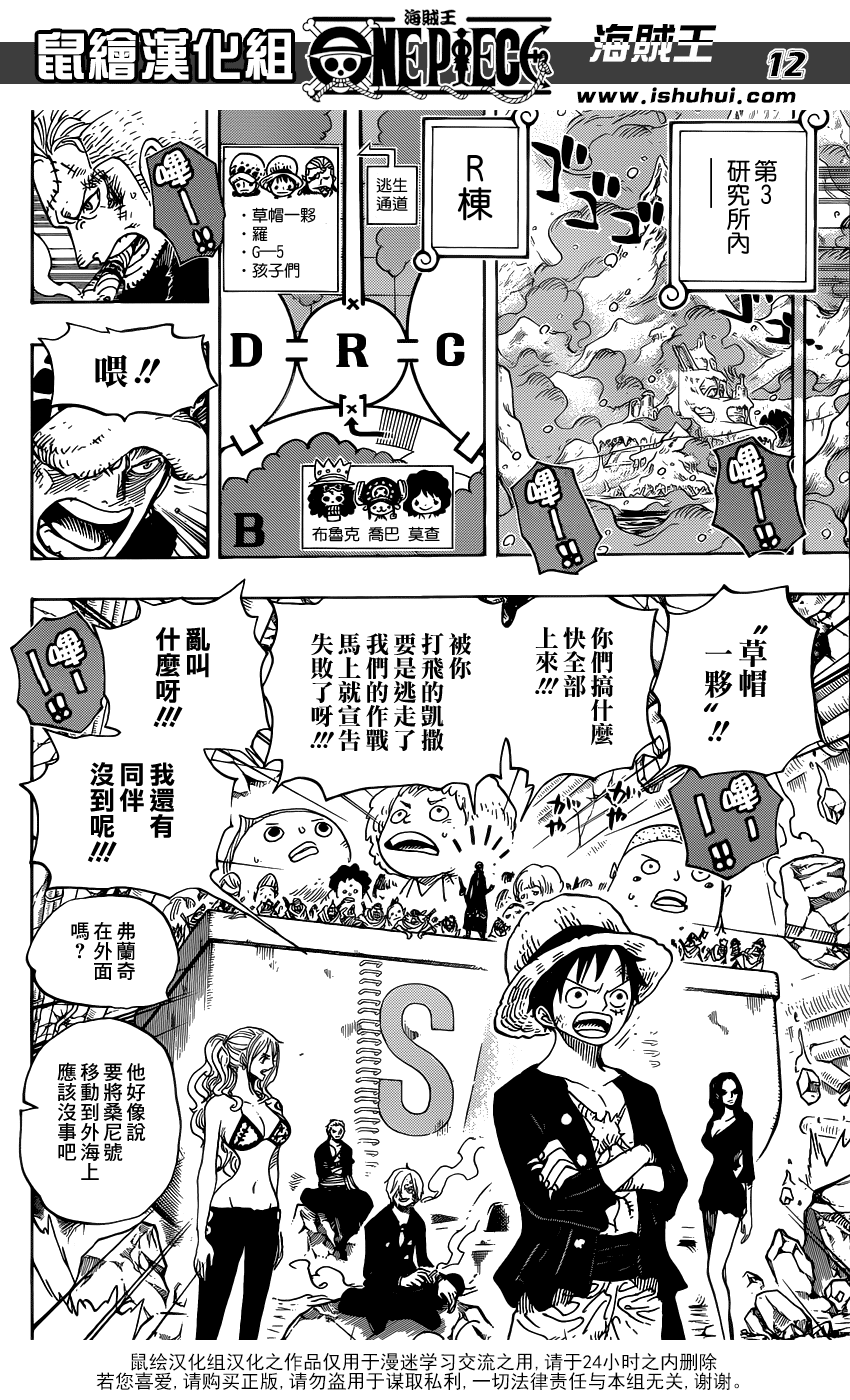 鼠繪漢化組
海賊王
ONE PIECE
海賊王
12
www.ishuhui.com
第3
研究所內
——
R
棟
ゴゴゴ
ゴゴゴ
逃生
通道
・草帽一夥
・羅
・G—5
・孩子們
D
R
C
B
布魯克 喬巴 莫查
嗶——!!
嗶——!!
嗶——!!
喂!!
〝草帽
一夥〟!!
你們搞什麼
快全部
上來!!!
被你
打飛的凱撒
要是逃走了
我們的作戰
馬上就宣告
失敗了呀!!!
亂叫
什麼呀!!!
我還有
同伴
沒到呢!!!
嗶——!!
嗶——!!
がや
がや
S
弗蘭奇
在外面
嗎?
他好像說
要將桑尼號
移動到外海上
應該沒事吧
鼠绘汉化组汉化之作品仅用于漫迷学习交流之用, 请于24小时之内删除
若您喜爱, 请购买正版, 请勿滥用于谋取私利, 一切法律责任与本组无关, 谢谢。